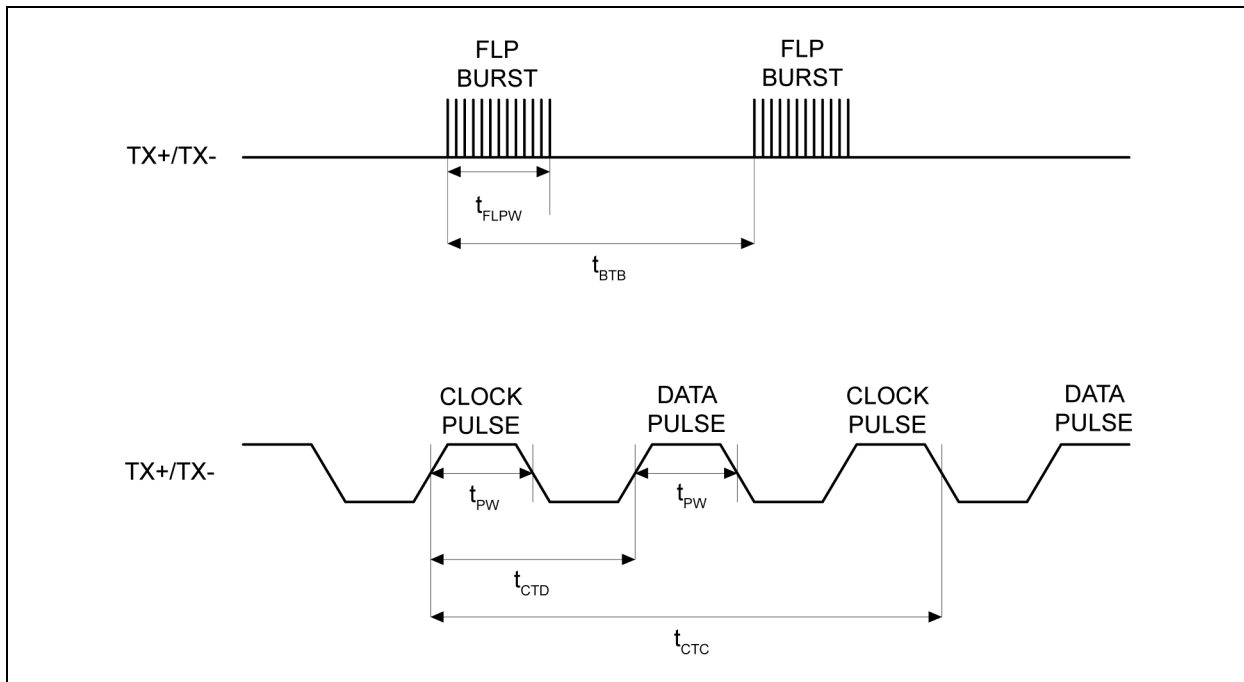 FLP
BURST
FLP
BURST
TX+/TX-
tFLPW
tBTB
CLOCK
PULSE
DATA
PULSE
CLOCK
PULSE
DATA
PULSE
TX+/TX-
tPW
tPW
tCTD
tCTC